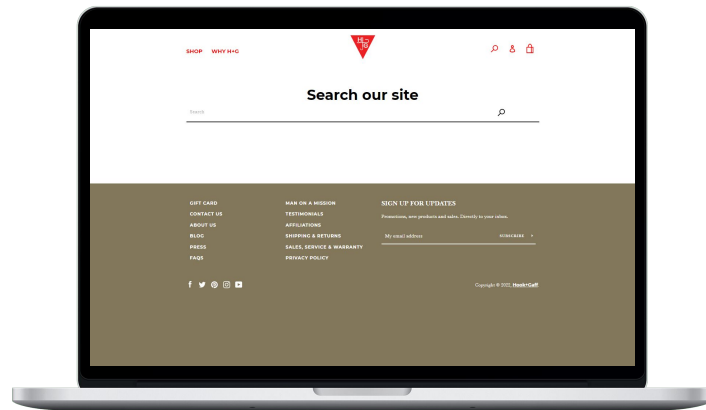 SHOP WHY H+G
Search our site
Search
GIFT CARD
CONTACT US
ABOUT US
BLOG
PRESS
FAQS
MAN ON A MISSION
TESTIMONIALS
AFFILIATIONS
SHIPPING & RETURNS
SALES, SERVICE & WARRANTY
PRIVACY POLICY
SIGN UP FOR UPDATES
Promotions, new products and sales. Directly to your inbox.
My email address SUBSCRIBE
Copyright © 2022, Hook+Gaff.